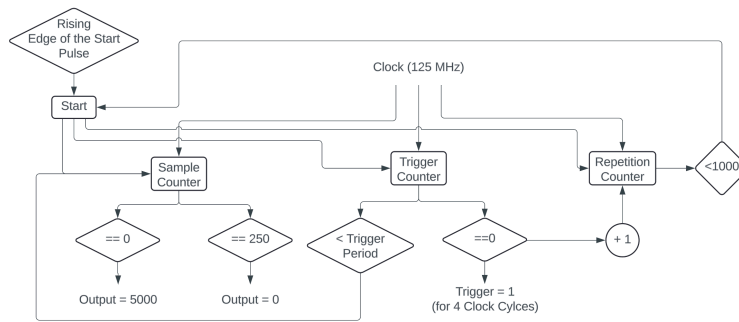 Rising
Edge of the Start
Pulse
Clock (125 MHz)
Start
Sample
Counter
Trigger
Counter
Repetition
Counter
<1000
== 0
== 250
< Trigger
Period
==0
+ 1
Output = 5000
Output = 0
Trigger = 1
(for 4 Clock Cylces)